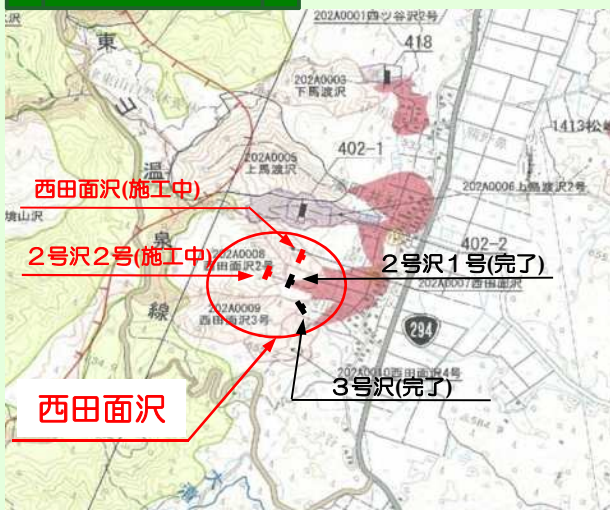 202A0001四ツ谷沢2号
418
202A0003
下馬渡沢
東山温泉線
1413松
402-1
202A0005
上馬渡沢
202A0006上馬渡沢2号
西田面沢(施工中)
境山沢
402-2
2号沢2号(施工中)
202A0008
西田面沢2号
2号沢1号(完了)
202A0007西田面沢
202A0009
西田面沢3号
294
202A0010西田面沢4号
3号沢(完了)
西田面沢